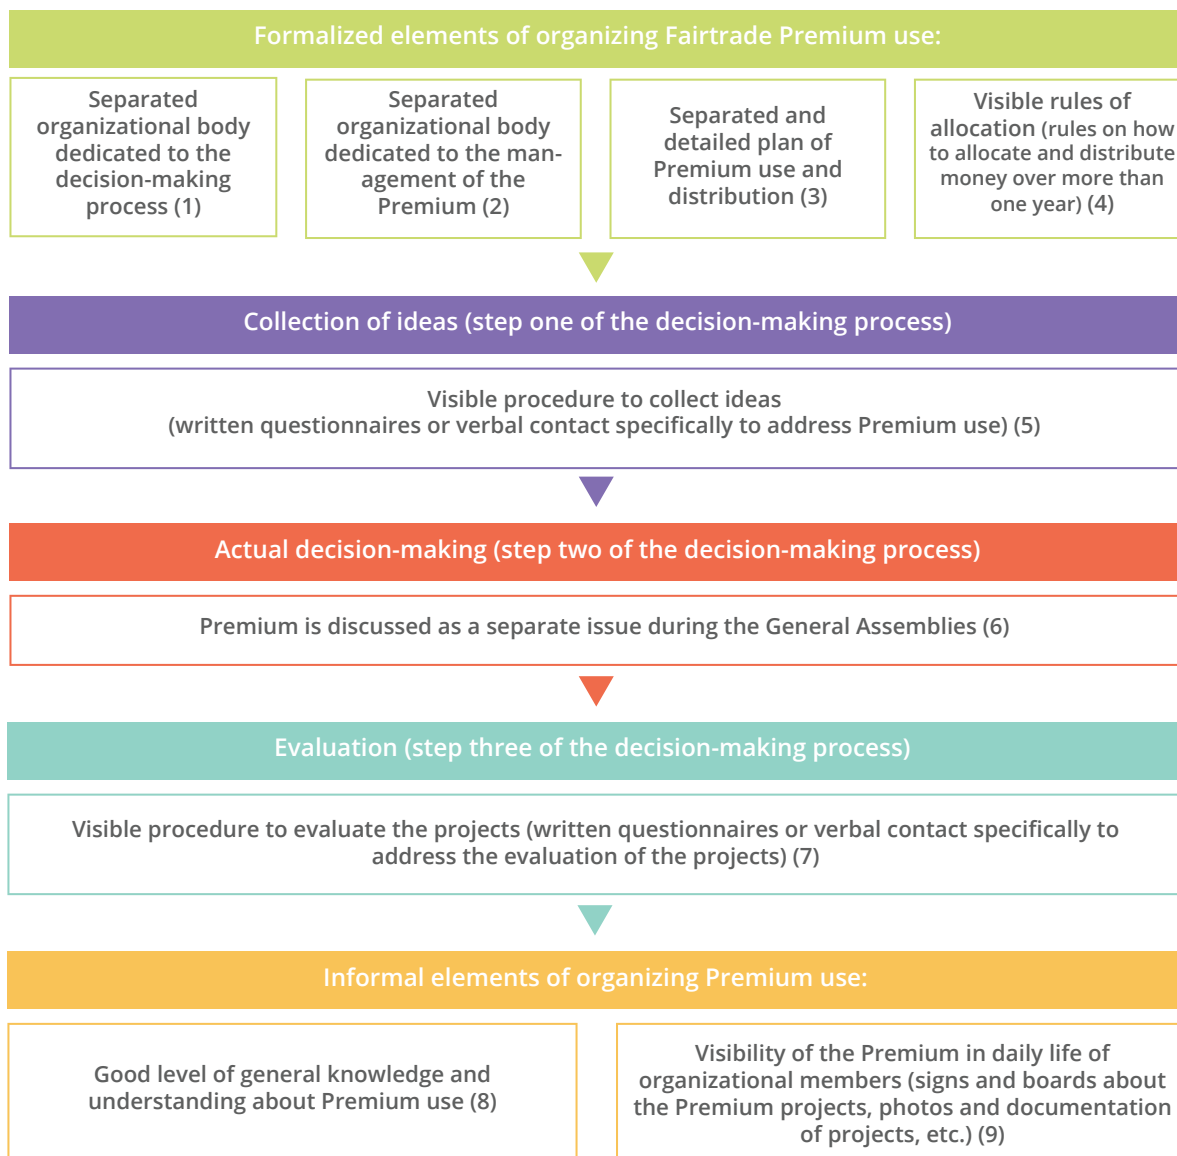 Formalized elements of organizing Fairtrade Premium use:
Separated
organizational body
dedicated to the
decision-making
process (1)
Separated
organizational body
dedicated to the man-
agement of the
Premium (2)
Separated and
detailed plan of
Premium use and
distribution (3)
Visible rules of
allocation (rules on how
to allocate and distribute
money over more than
one year) (4)
Collection of ideas (step one of the decision-making process)
Visible procedure to collect ideas
(written questionnaires or verbal contact specifically to address Premium use) (5)
Actual decision-making (step two of the decision-making process)
Premium is discussed as a separate issue during the General Assemblies (6)
Evaluation (step three of the decision-making process)
Visible procedure to evaluate the projects (written questionnaires or verbal contact specifically to
address the evaluation of the projects) (7)
Informal elements of organizing Premium use:
Good level of general knowledge and
understanding about Premium use (8)
Visibility of the Premium in daily life of
organizational members (signs and boards about
the Premium projects, photos and documentation
of projects, etc.) (9)